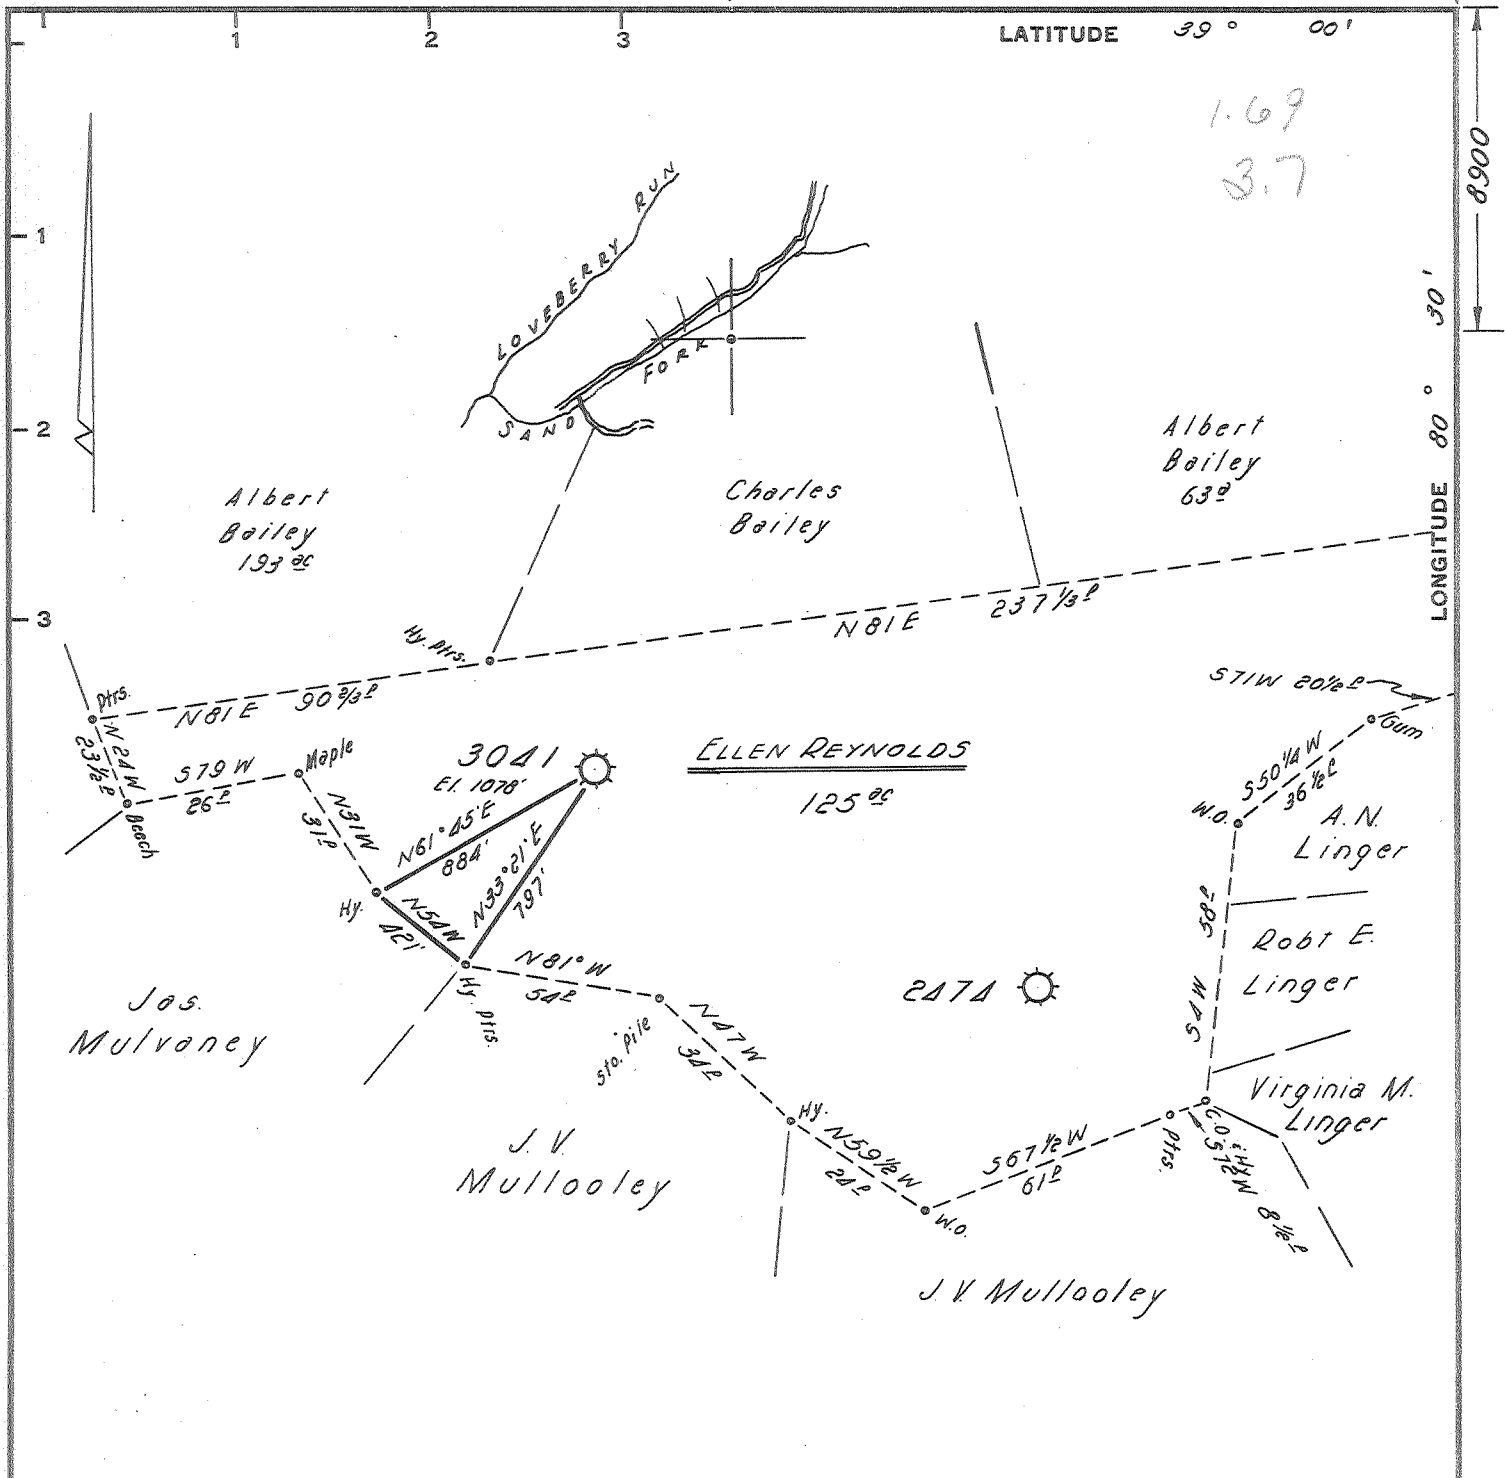 1
2
3
LATITUDE 39° 00'
1.69
3.7
8900
1
2
3
LONGITUDE 80° 30'
LOVEBERRY RUN
SAND FORK
Albert
Bailey
193 ac
Charles
Bailey
Albert
Bailey
63 a
Hy. ptrs.
N81E 237 1/3 P
Ptrs.
N81E 90 2/3 P
N24W
23 1/2 P
S79W
26 P
Maple
Beech
N31W
31 P
3041
El. 1078'
ELLEN REYNOLDS
125 ac
S71W 20 1/2 P
Gum
S50 1/4 W
36 1/2 P
W.O.
A.N.
Linger
N61°45'E
884'
N33°21'E
797'
Hy.
N54W
421'
Hy. ptrs.
N81°W
54 P
sto. pile
S4W 58 P
Robt E.
Linger
2474
Jos.
Mulvaney
N47W
34 P
J.V.
Mullooley
Hy.
N59 1/2 W
24 P
W.O.
S67 1/2 W
61 P
Ptrs.
C.O. & Hy.
S72W 8 1/2 P
Virginia M.
Linger
J.V. Mullooley